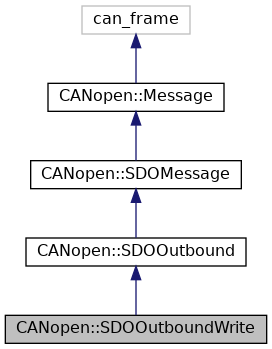 can_frame
CANopen::Message
CANopen::SDOMessage
CANopen::SDOOutbound
CANopen::SDOOutboundWrite